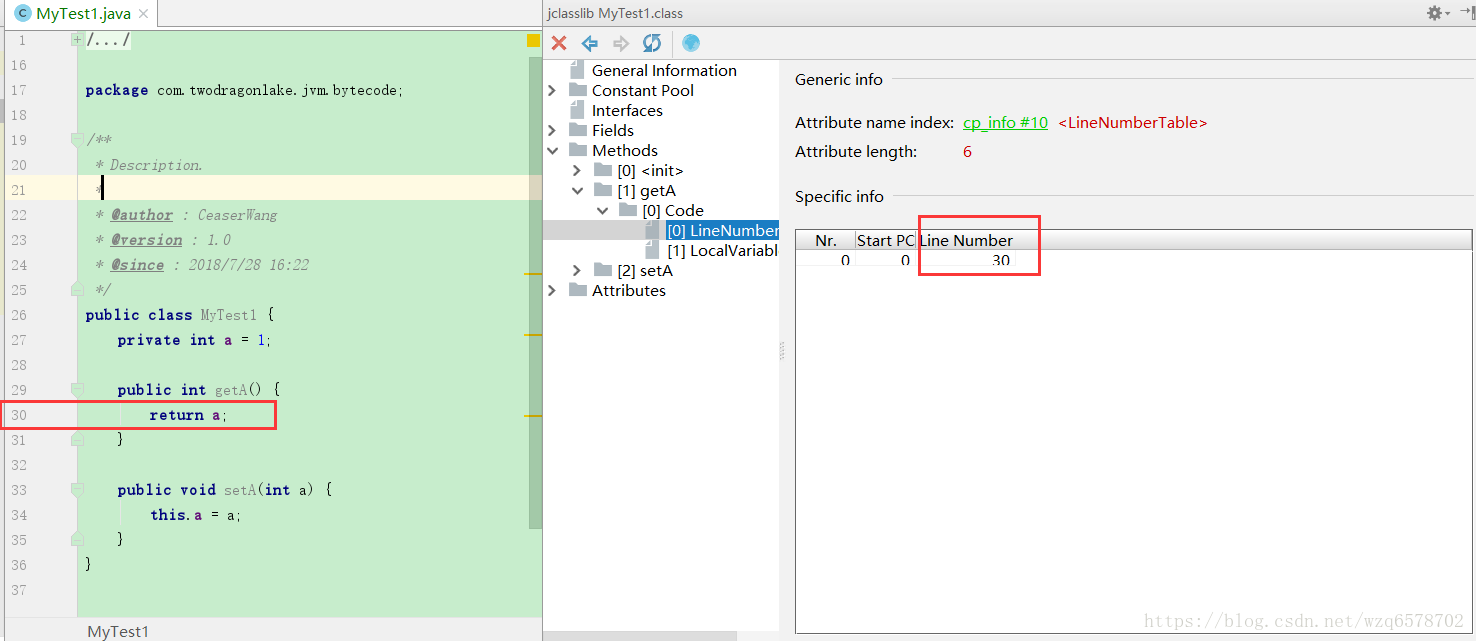 MyTest1.java
1 /.../
16
17 package com.twodragonlake.jvm.bytecode;
18
19 /**
20 * Description.
21 *
22 * @author : CeaserWang
23 * @version : 1.0
24 * @since : 2018/7/28 16:22
25 */
26 public class MyTest1 {
27 private int a = 1;
28
29 public int getA() {
30 return a;
31 }
32
33 public void setA(int a) {
34 this.a = a;
35 }
36 }
37
MyTest1
jclasslib MyTest1.class
General Information
Constant Pool
Interfaces
Fields
Methods
[0] <init>
[1] getA
[0] Code
[0] LineNumber
[1] LocalVariabl
[2] setA
Attributes
Generic info
Attribute name index: cp_info #10 <LineNumberTable>
Attribute length: 6
Specific info
Nr. Start PC Line Number
0 0 30
https://blog.csdn.net/wzq6578702